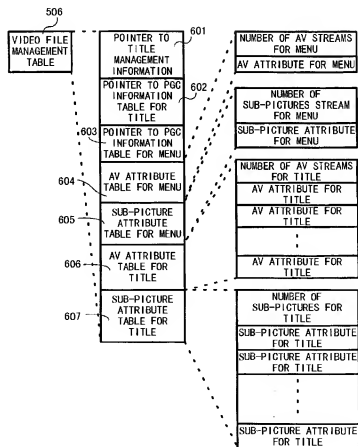 506
VIDEO FILE
MANAGEMENT
TABLE
601
POINTER TO
TITLE
MANAGEMENT
INFORMATION
POINTER TO PGC
INFORMATION
TABLE FOR
TITLE
602
603
POINTER TO PGC
INFORMATION
TABLE FOR MENU
604
AV ATTRIBUTE
TABLE FOR MENU
605
SUB-PICTURE
ATTRIBUTE
TABLE FOR MENU
606
AV ATTRIBUTE
TABLE FOR
TITLE
607
SUB-PICTURE
ATTRIBUTE
TABLE FOR
TITLE
NUMBER OF AV STREAMS
FOR MENU
AV ATTRIBUTE FOR MENU
NUMBER OF
SUB-PICTURES STREAM
FOR MENU
SUB-PICTURE ATTRIBUTE
FOR MENU
NUMBER OF AV STREAMS
FOR TITLE
AV ATTRIBUTE FOR
TITLE
AV ATTRIBUTE FOR
TITLE
AV ATTRIBUTE FOR
TITLE
NUMBER OF
SUB-PICTURES FOR
TITLE
SUB-PICTURE ATTRIBUTE
FOR TITLE
SUB-PICTURE ATTRIBUTE
FOR TITLE
SUB-PICTURE ATTRIBUTE
FOR TITLE